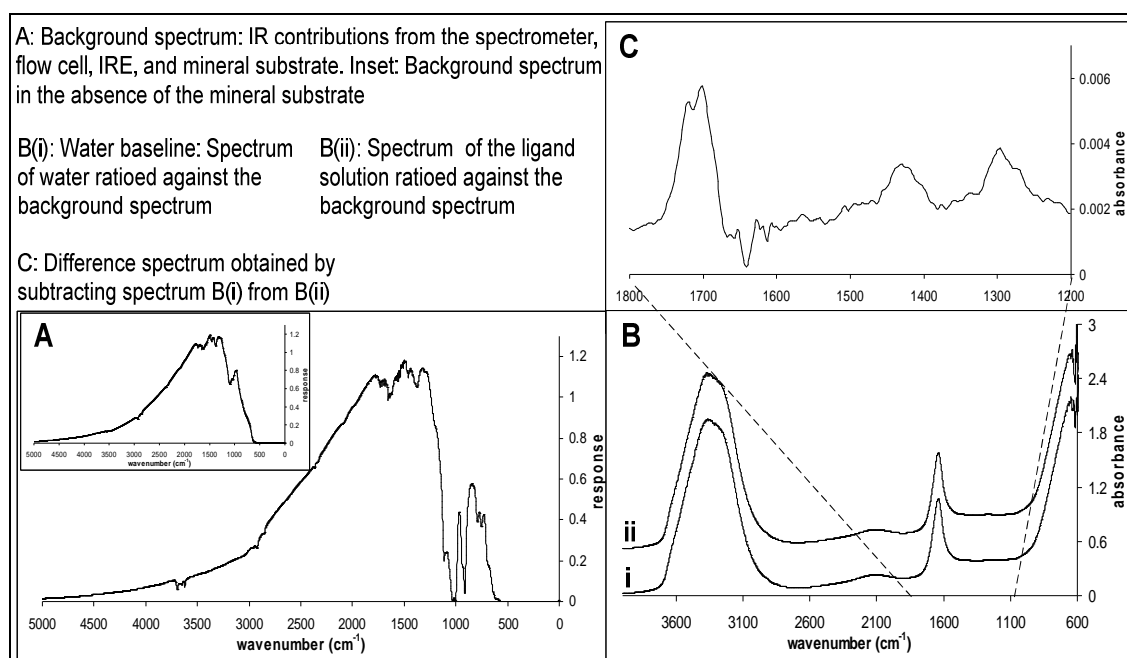 A: Background spectrum: IR contributions from the spectrometer,
flow cell, IRE, and mineral substrate. Inset: Background spectrum
in the absence of the mineral substrate
B(i): Water baseline: Spectrum
of water ratioed against the
background spectrum
B(ii): Spectrum of the ligand
solution ratioed against the
background spectrum
C: Difference spectrum obtained by
subtracting spectrum B(i) from B(ii)
C
0.006
0.004
0.002
0
absorbance
1800 1700 1600 1500 1400 1300 1200
A
1.2
1
0.8
0.6
0.4
0.2
0
response
5000 4500 4000 3500 3000 2500 2000 1500 1000 500 0
wavenumber (cm-1)
1.2
1
0.8
0.6
0.4
0.2
0
response
5000 4000 3000 2000 1000 0
wavenumber (cm-1)
B
3
2.4
1.8
1.2
0.6
0
absorbance
ii
i
3600 3100 2600 2100 1600 1100 600
wavenumber (cm-1)